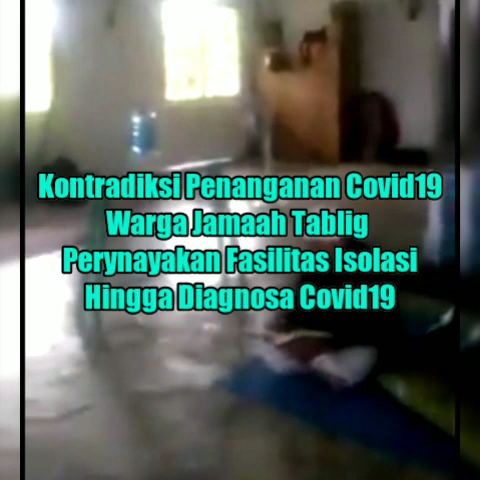 Kontradiksi Penanganan Covid19
Warga Jamaah Tablig
Perynayakan Fasilitas Isolasi
Hingga Diagnosa Covid19